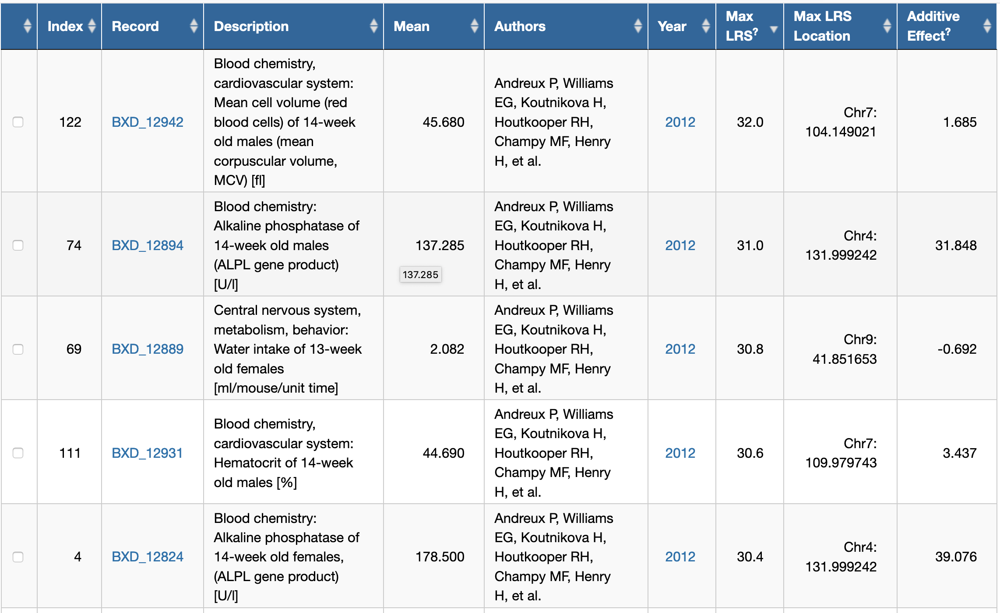 Index Record Description Mean Authors Year Max LRS? Max LRS Location Additive Effect?
Blood chemistry,
cardiovascular system:
Mean cell volume (red
blood cells) of 14-week
old males (mean
corpuscular volume,
MCV) [fl]
122 BXD_12942 45.680
Andreux P, Williams
EG, Koutnikova H,
Houtkooper RH,
Champy MF, Henry
H, et al.
2012 32.0
Chr7:
104.149021
1.685
Blood chemistry:
Alkaline phosphatase of
14-week old males
(ALPL gene product)
[U/l]
74 BXD_12894 137.285
137.285
Andreux P, Williams
EG, Koutnikova H,
Houtkooper RH,
Champy MF, Henry
H, et al.
2012 31.0
Chr4:
131.999242
31.848
Central nervous system,
metabolism, behavior:
Water intake of 13-week
old females
[ml/mouse/unit time]
69 BXD_12889 2.082
Andreux P, Williams
EG, Koutnikova H,
Houtkooper RH,
Champy MF, Henry
H, et al.
2012 30.8
Chr9:
41.851653
-0.692
Blood chemistry,
cardiovascular system:
Hematocrit of 14-week
old males [%]
111 BXD_12931 44.690
Andreux P, Williams
EG, Koutnikova H,
Houtkooper RH,
Champy MF, Henry
H, et al.
2012 30.6
Chr7:
109.979743
3.437
Blood chemistry:
Alkaline phosphatase of
14-week old females,
(ALPL gene product)
[U/l]
4 BXD_12824 178.500
Andreux P, Williams
EG, Koutnikova H,
Houtkooper RH,
Champy MF, Henry
H, et al.
2012 30.4
Chr4:
131.999242
39.076